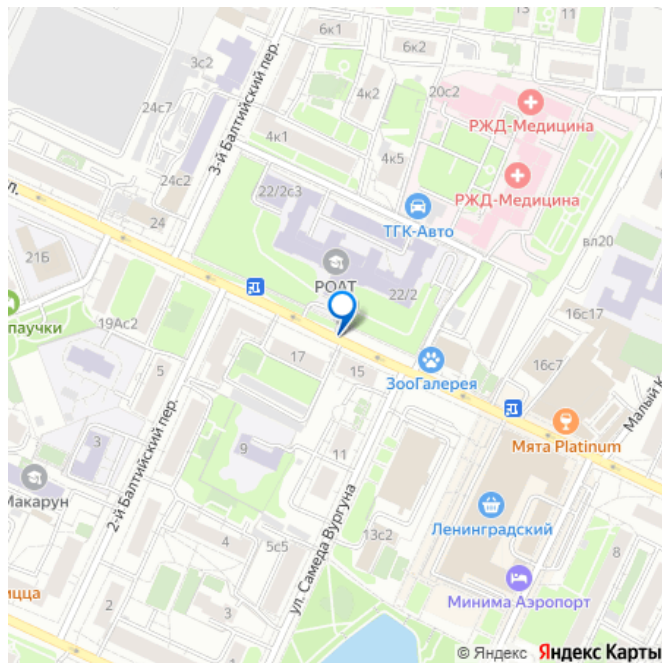 6к1
11
13
6к2
3с2
20с2
4к2
РЖД-Медицина
24с7
3-й Балтийский пер.
4к1
4к5
РЖД-Медицина
24с2
22/2с3
ТГК-Авто
л.
24
вл20
21Б
РОАТ
22/2
паучки
16с17
19Ас2
17
15
16с7
5
ЗооГалерея
Малый К
2-й Балтийский пер.
Мята Platinum
3
9
11
Макарун
ул. Самеда Вургуна
Ленинградский
13с2
4
5с5
8
ицца
2
Минима Аэропорт
© Яндекс Яндекс Карты